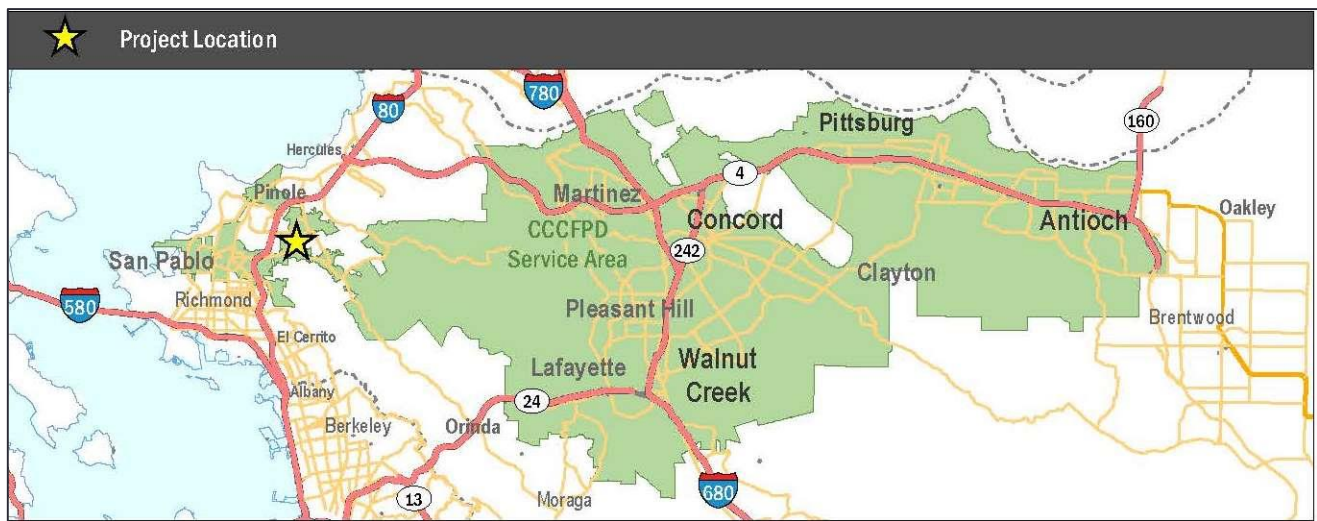 Project Location
780
80
160
Pittsburg
Hercules
4
Pinole
Martinez
Oakley
Concord
Antioch
CCCFPD
Service Area
242
San Pablo
Clayton
Richmond
580
Pleasant Hill
Brentwood
El Cerrito
Lafayette
Walnut
Creek
Albany
24
Berkeley
Orinda
680
13
Moraga